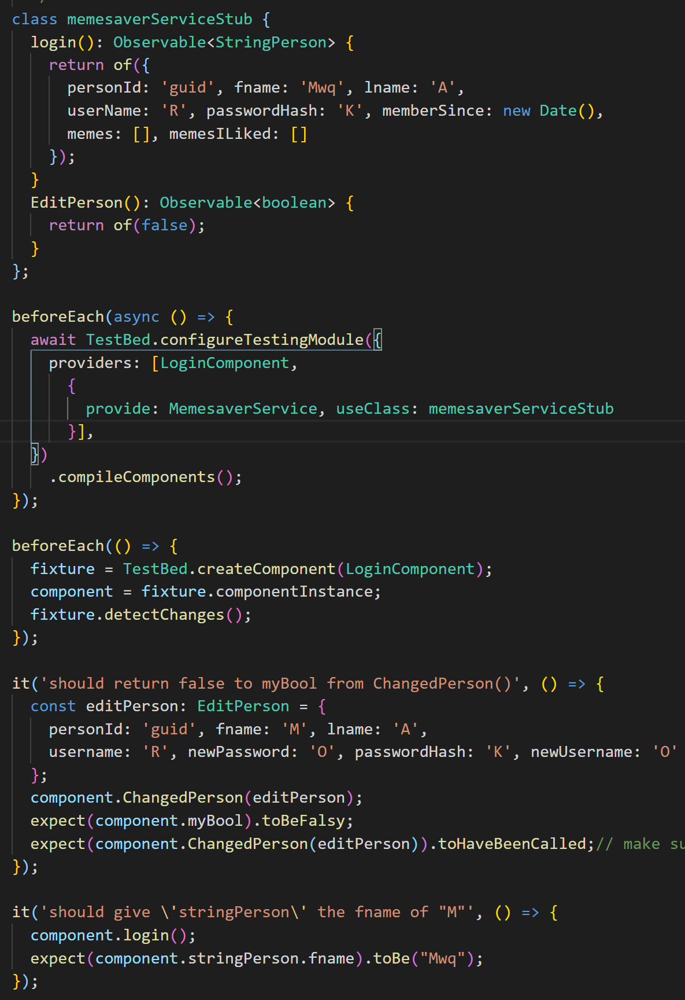 class memesaverServiceStub {
  login(): Observable<StringPerson> {
    return of({
      personId: 'guid', fname: 'Mwq', lname: 'A',
      userName: 'R', passwordHash: 'K', memberSince: new Date(),
      memes: [], memesILiked: []
    });
  }
  EditPerson(): Observable<boolean> {
    return of(false);
  }
};

beforeEach(async () => {
  await TestBed.configureTestingModule({
    providers: [LoginComponent,
      {
        provide: MemesaverService, useClass: memesaverServiceStub
      }],
  })
    .compileComponents();
});

beforeEach(() => {
  fixture = TestBed.createComponent(LoginComponent);
  component = fixture.componentInstance;
  fixture.detectChanges();
});

it('should return false to myBool from ChangedPerson()', () => {
  const editPerson: EditPerson = {
    personId: 'guid', fname: 'M', lname: 'A',
    username: 'R', newPassword: 'O', passwordHash: 'K', newUsername: 'O'
  };
  component.ChangedPerson(editPerson);
  expect(component.myBool).toBeFalsy;
  expect(component.ChangedPerson(editPerson)).toHaveBeenCalled;// make su
});

it('should give \'stringPerson\' the fname of "M"', () => {
  component.login();
  expect(component.stringPerson.fname).toBe("Mwq");
});